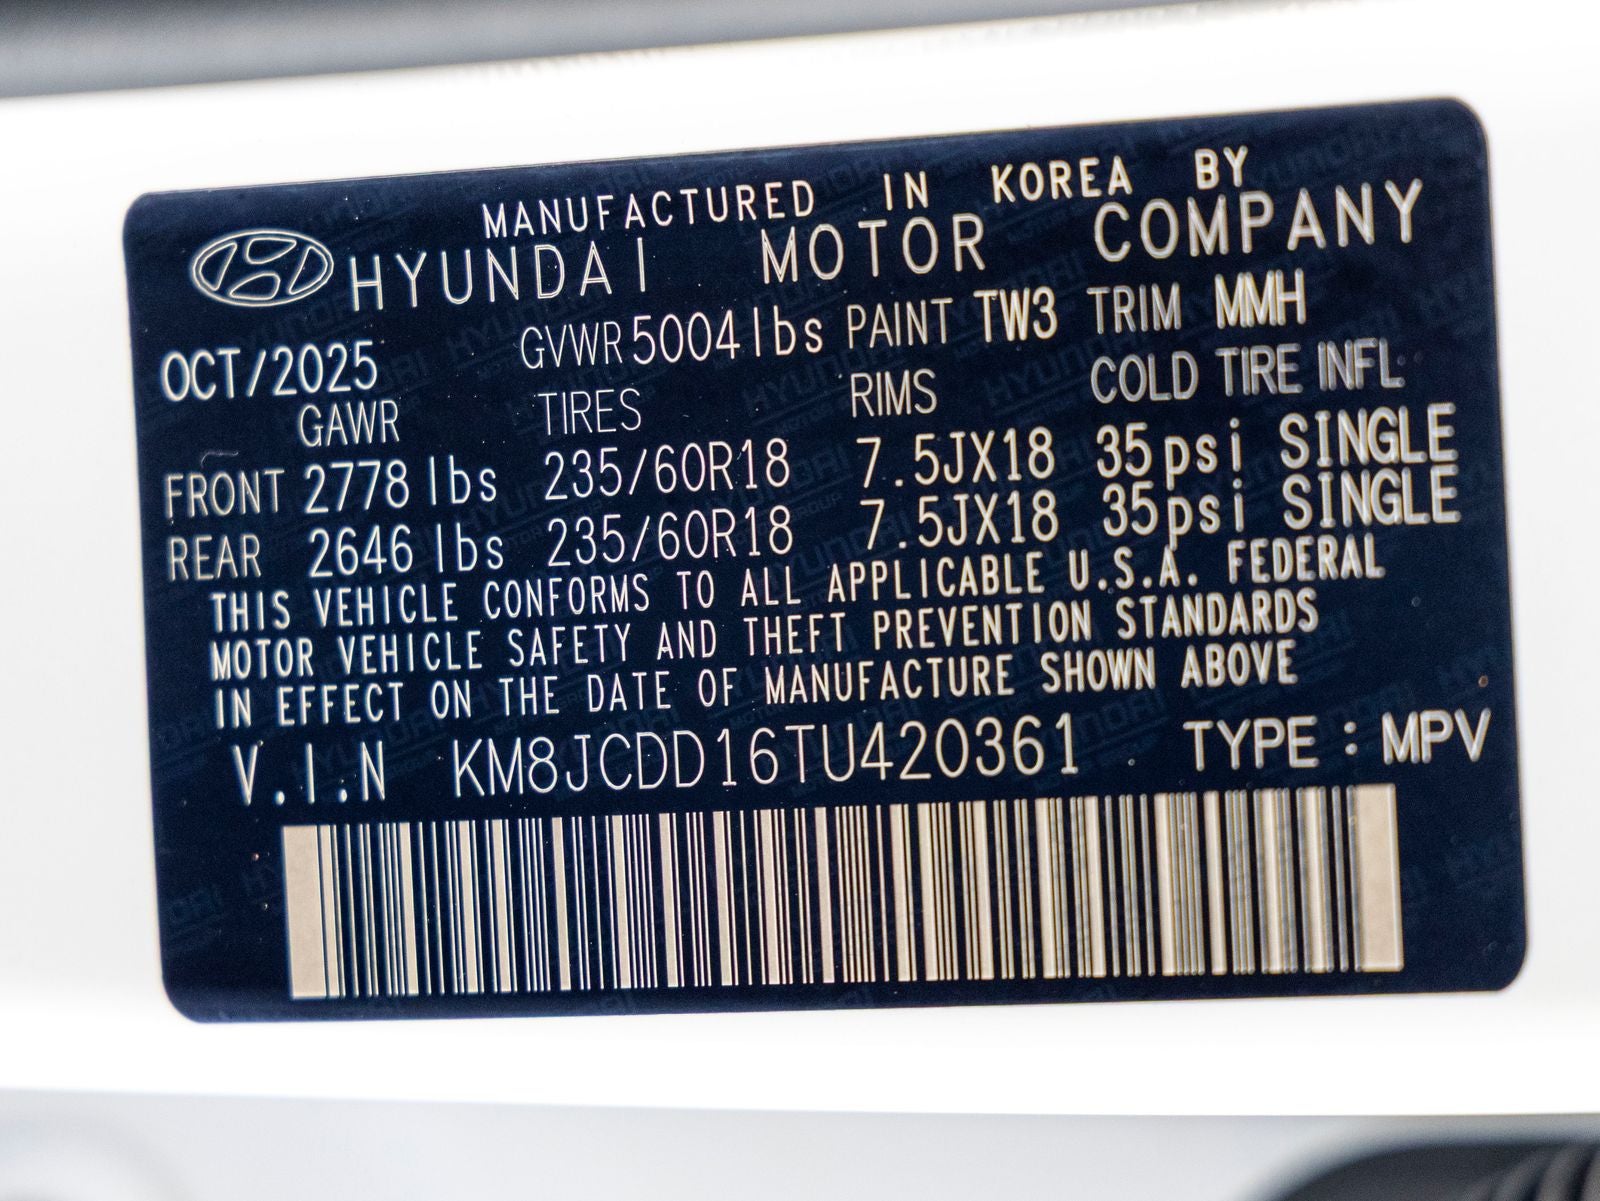 MANUFACTURED IN KOREA BY
HYUNDAI MOTOR COMPANY
OCT/2025 GVWR 5004lbs PAINT TW3 TRIM MMH
GAWR TIRES RIMS COLD TIRE INFL.
FRONT 2778 lbs 235/60R18 7.5JX18 35psi SINGLE
REAR 2646 lbs 235/60R18 7.5JX18 35psi SINGLE
THIS VEHICLE CONFORMS TO ALL APPLICABLE U.S.A. FEDERAL
MOTOR VEHICLE SAFETY AND THEFT PREVENTION STANDARDS
IN EFFECT ON THE DATE OF MANUFACTURE SHOWN ABOVE
V.I.N KM8JCDD16TU420361 TYPE : MPV